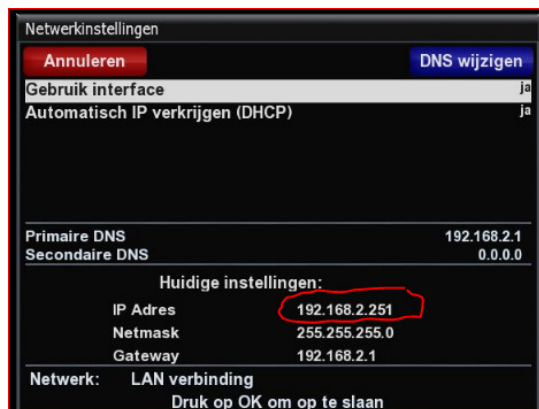 Netwerkinstellingen
Annuleren DNS wijzigen
Gebruik interface ja
Automatisch IP verkrijgen (DHCP) ja
Primaire DNS 192.168.2.1
Secondaire DNS 0.0.0.0
Huidige instellingen:
IP Adres 192.168.2.251
Netmask 255.255.255.0
Gateway 192.168.2.1
Netwerk: LAN verbinding
Druk op OK om op te slaan